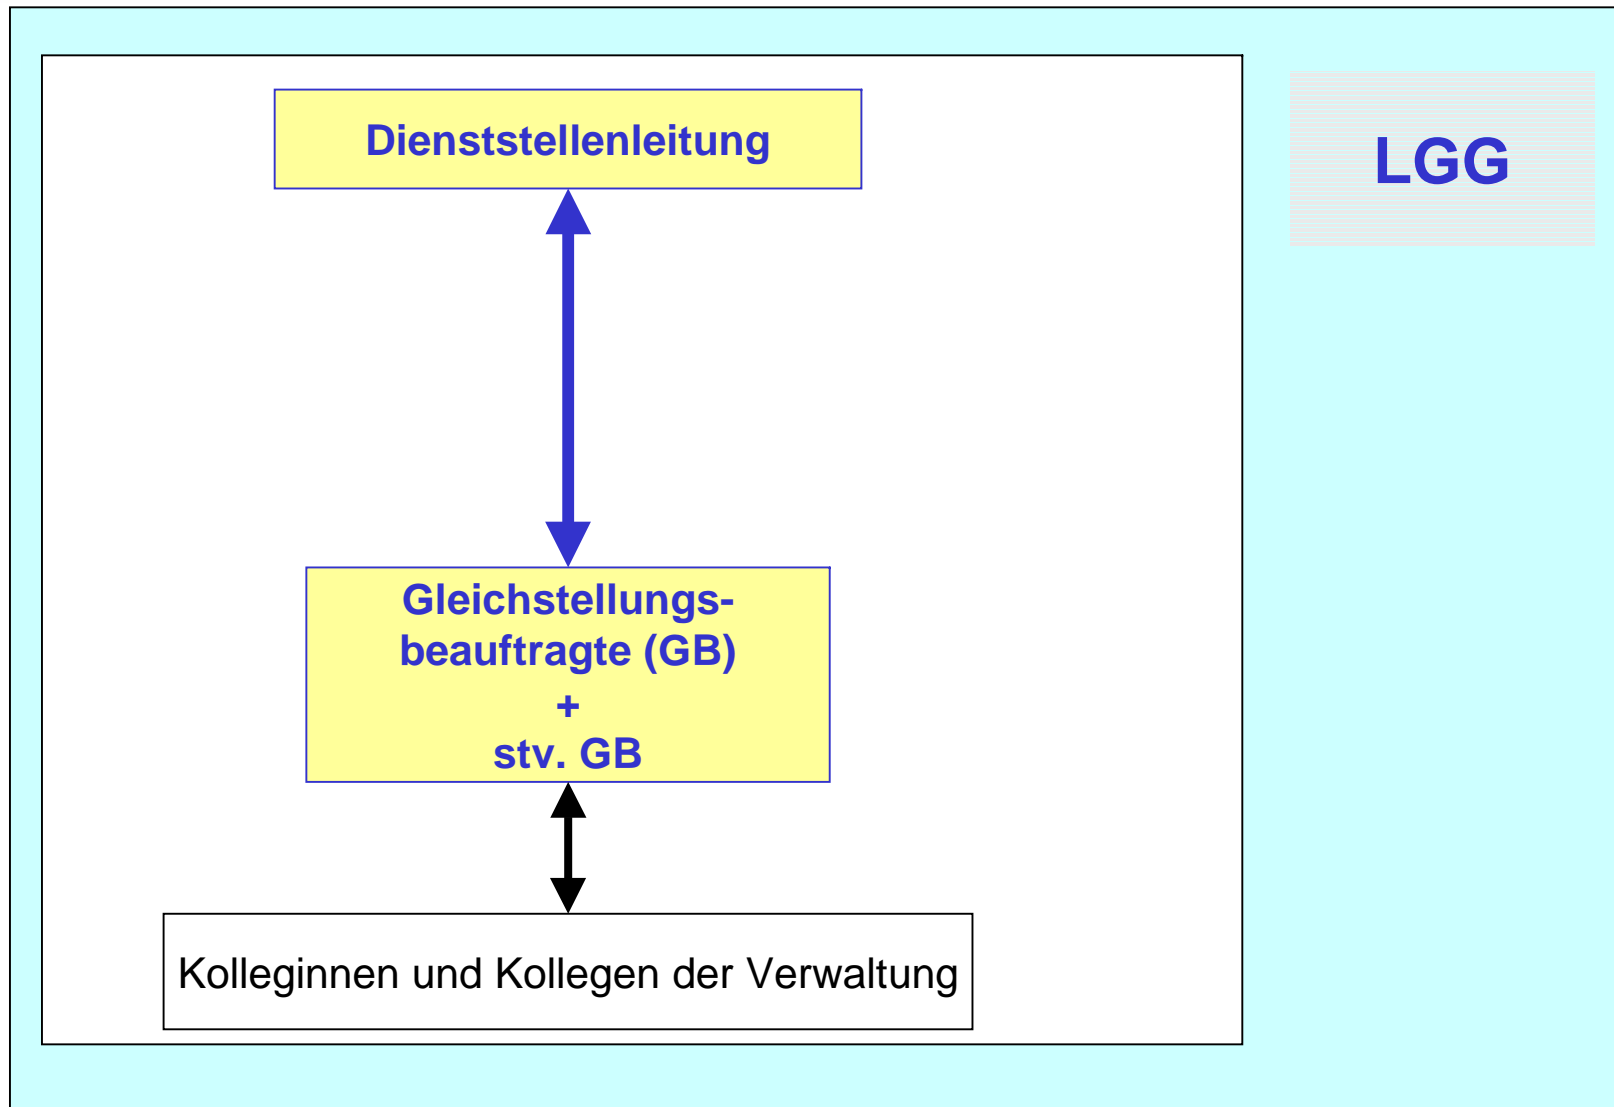 Dienststellenleitung
LGG
Gleichstellungs-
beauftragte (GB)
+
stv. GB
Kolleginnen und Kollegen der Verwaltung